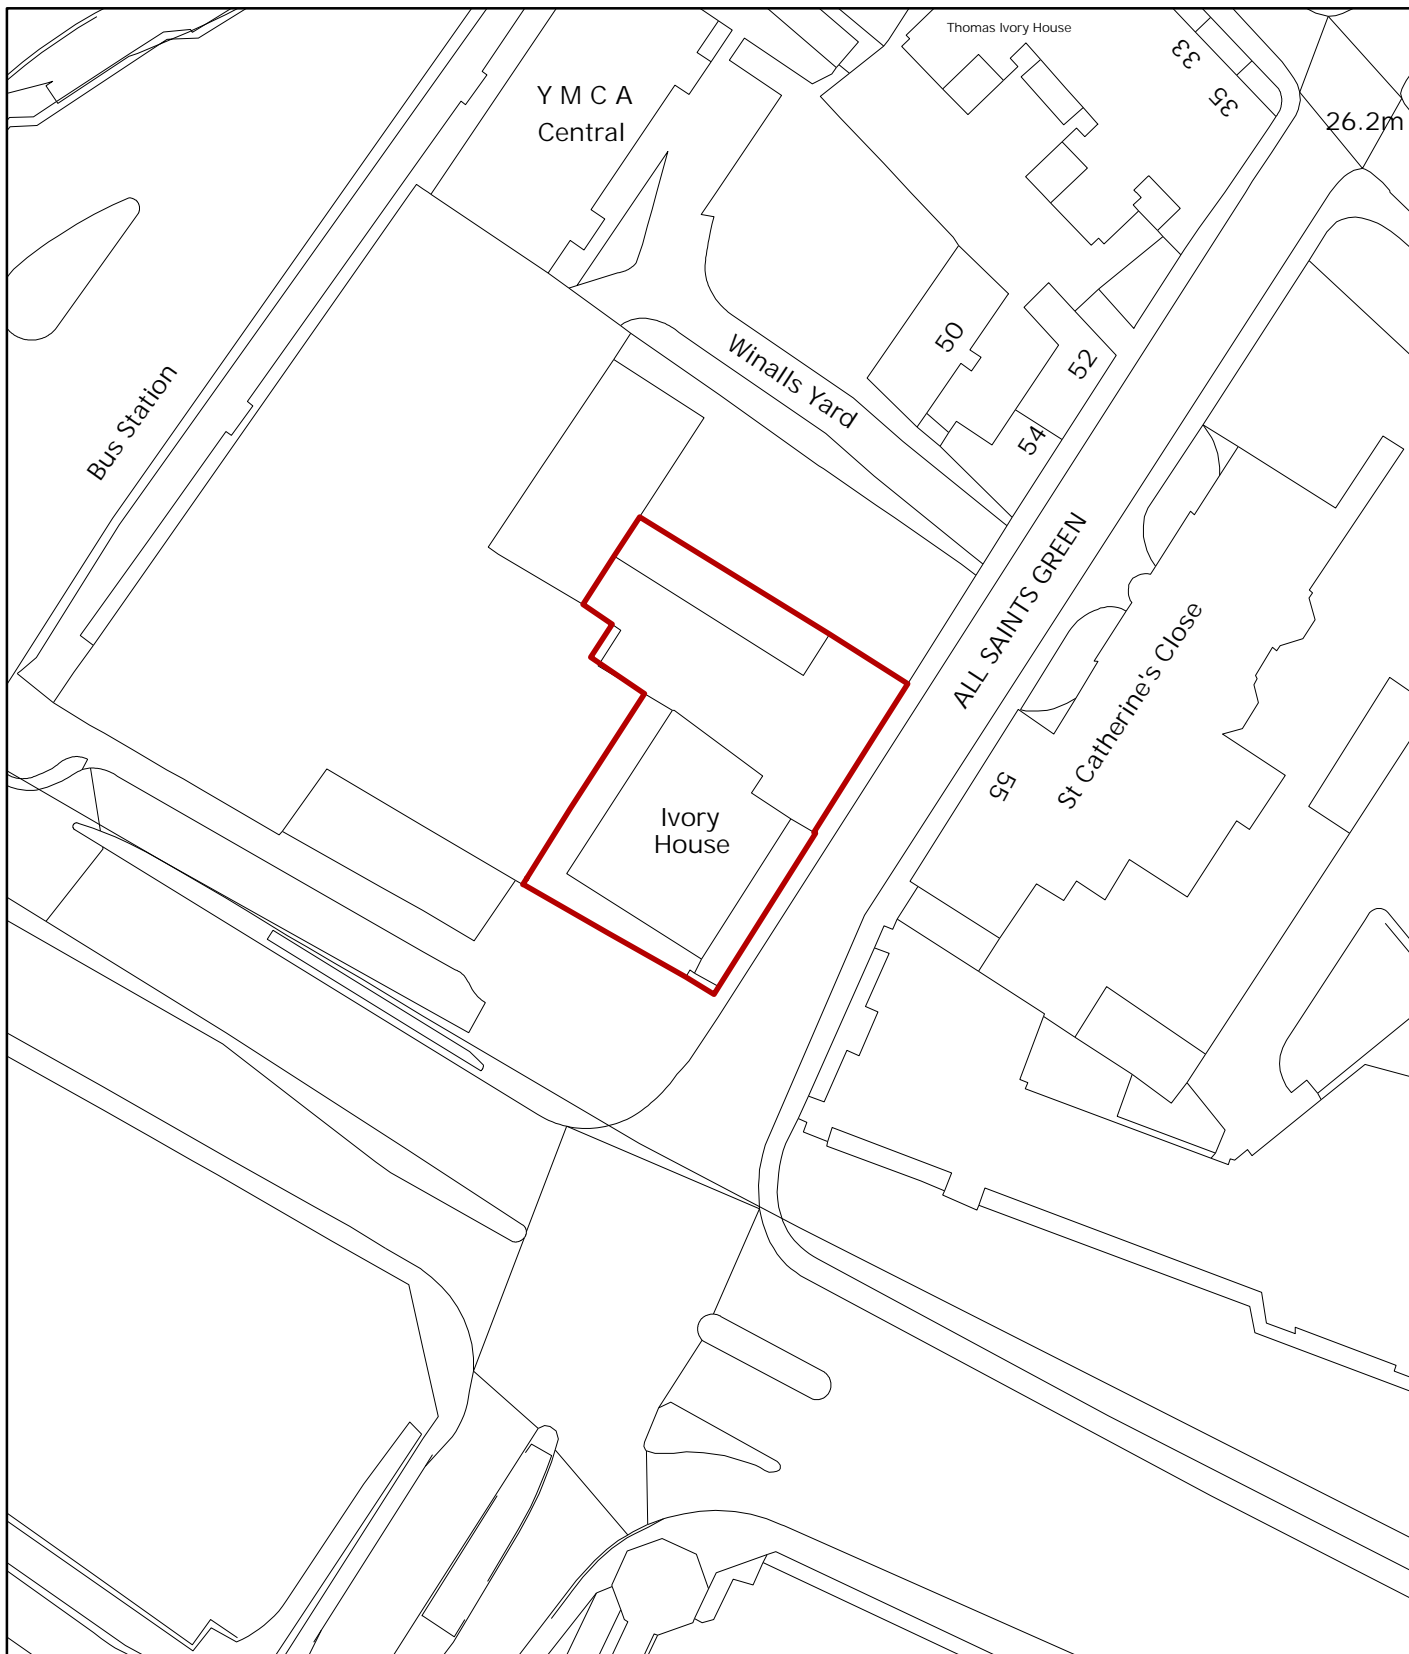 Thomas Ivory House
33
35
26.2m
Y M C A
Central
50
52
54
Winalls Yard
Bus Station
ALL SAINTS GREEN
St Catherine's Close
55
Ivory
House